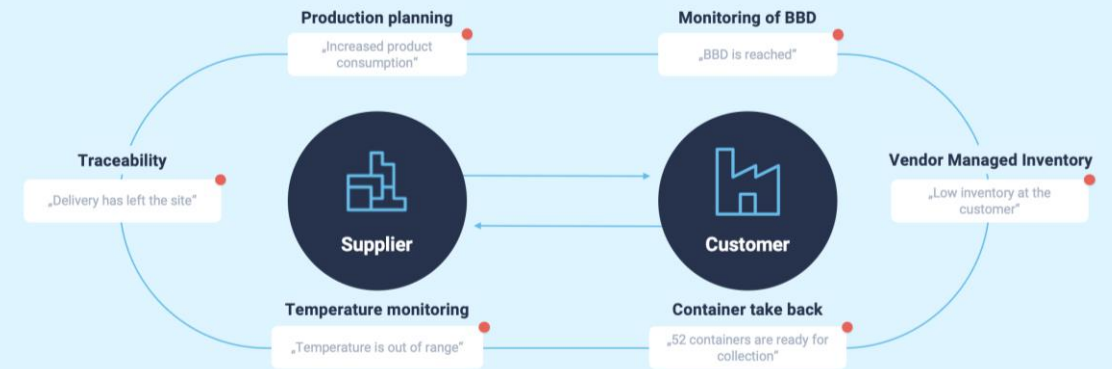 Production planning
„Increased product
consumption“
Monitoring of BBD
„BBD is reached“
Traceability
„Delivery has left the site“
Vendor Managed Inventory
„Low inventory at the
customer“
Supplier
Customer
Temperature monitoring
„Temperature is out of range“
Container take back
„52 containers are ready for
collection“